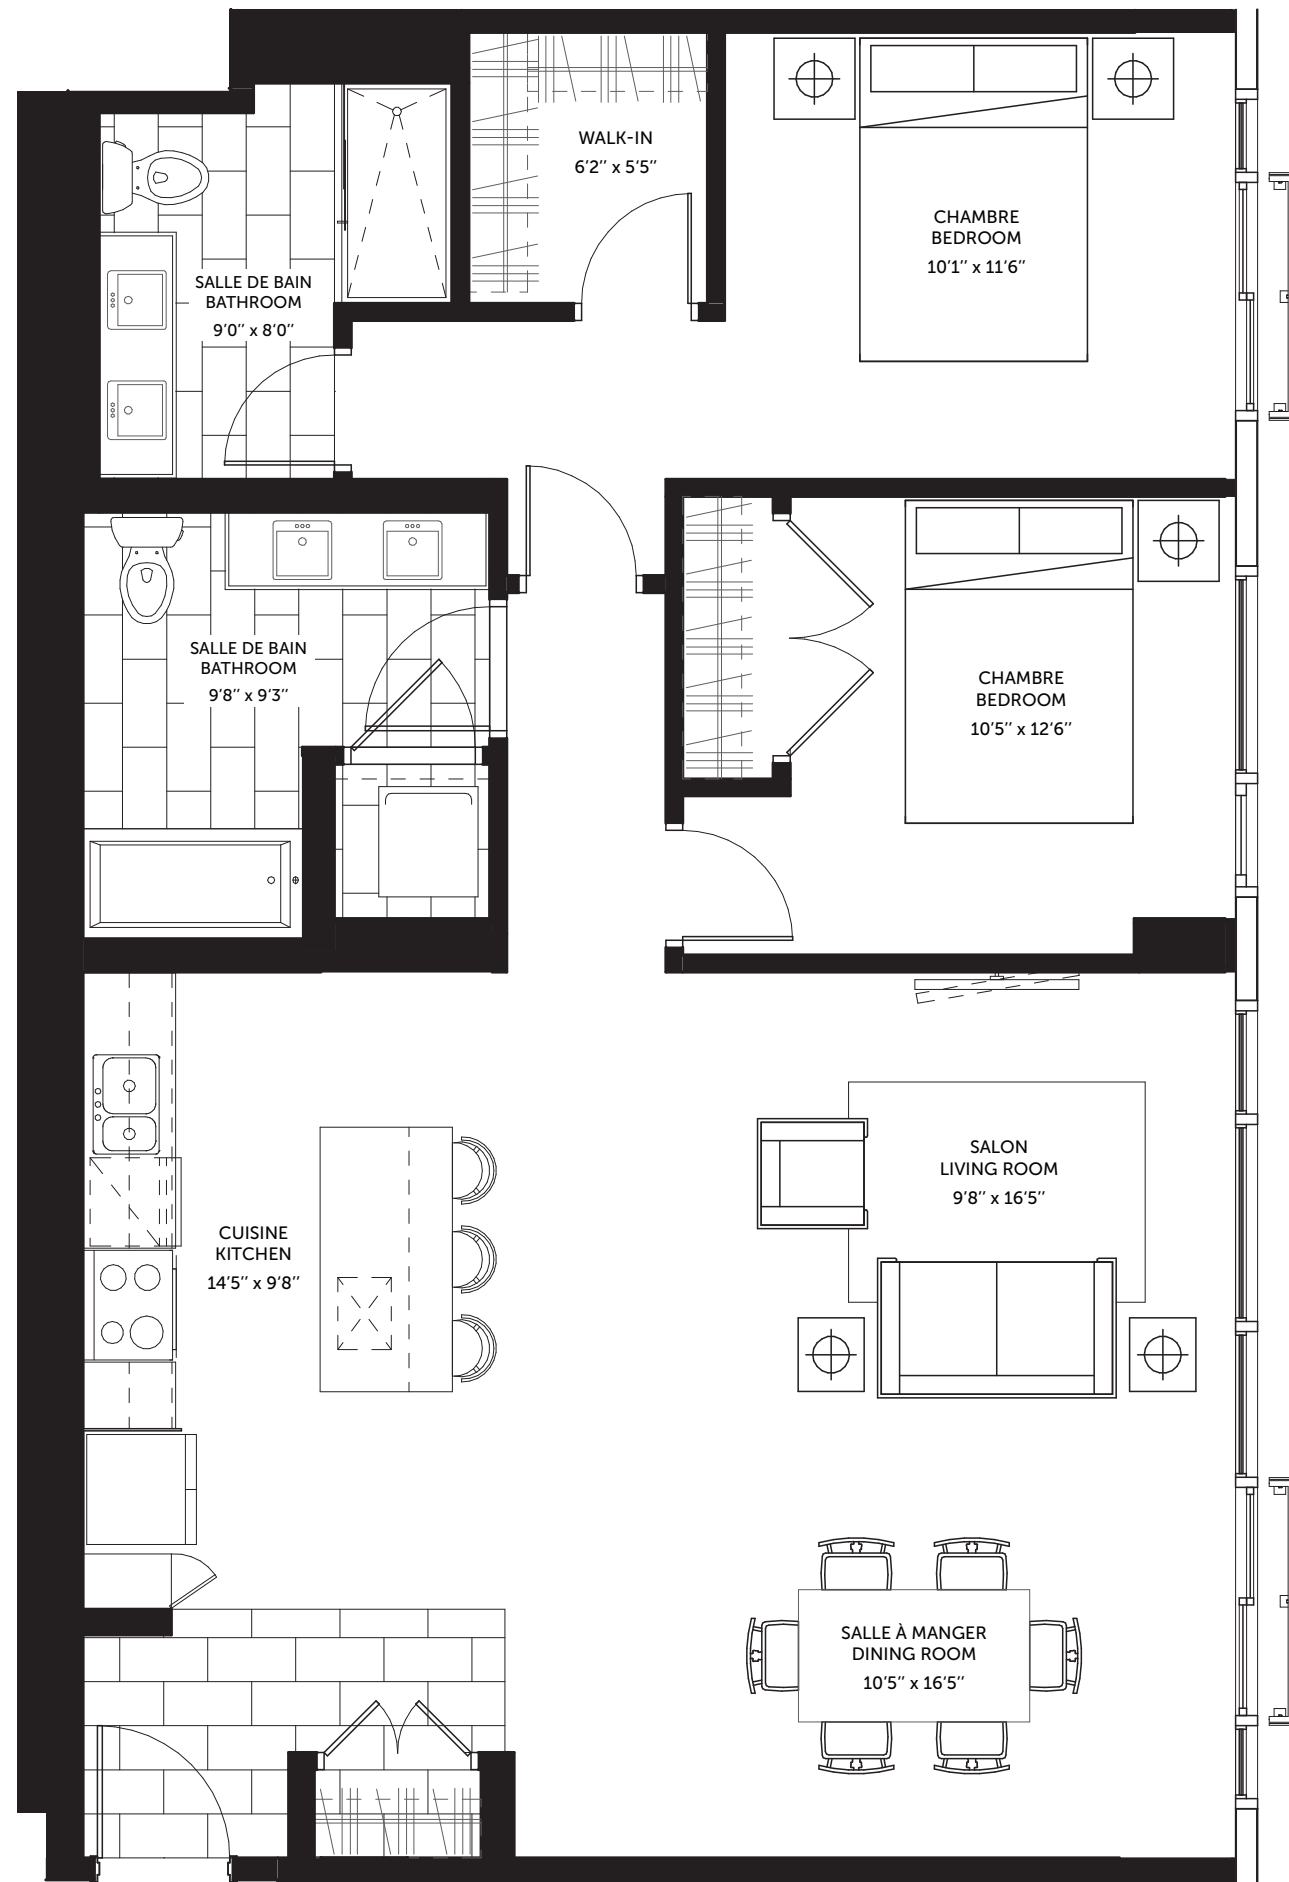 WALK-IN
6'2'' x 5'5''
CHAMBRE
BEDROOM
10'1'' x 11'6''
SALLE DE BAIN
BATHROOM
9'0'' x 8'0''
SALLE DE BAIN
BATHROOM
9'8'' x 9'3''
CHAMBRE
BEDROOM
10'5'' x 12'6''
SALON
LIVING ROOM
9'8'' x 16'5''
CUISINE
KITCHEN
14'5'' x 9'8''
SALLE À MANGER
DINING ROOM
10'5'' x 16'5''